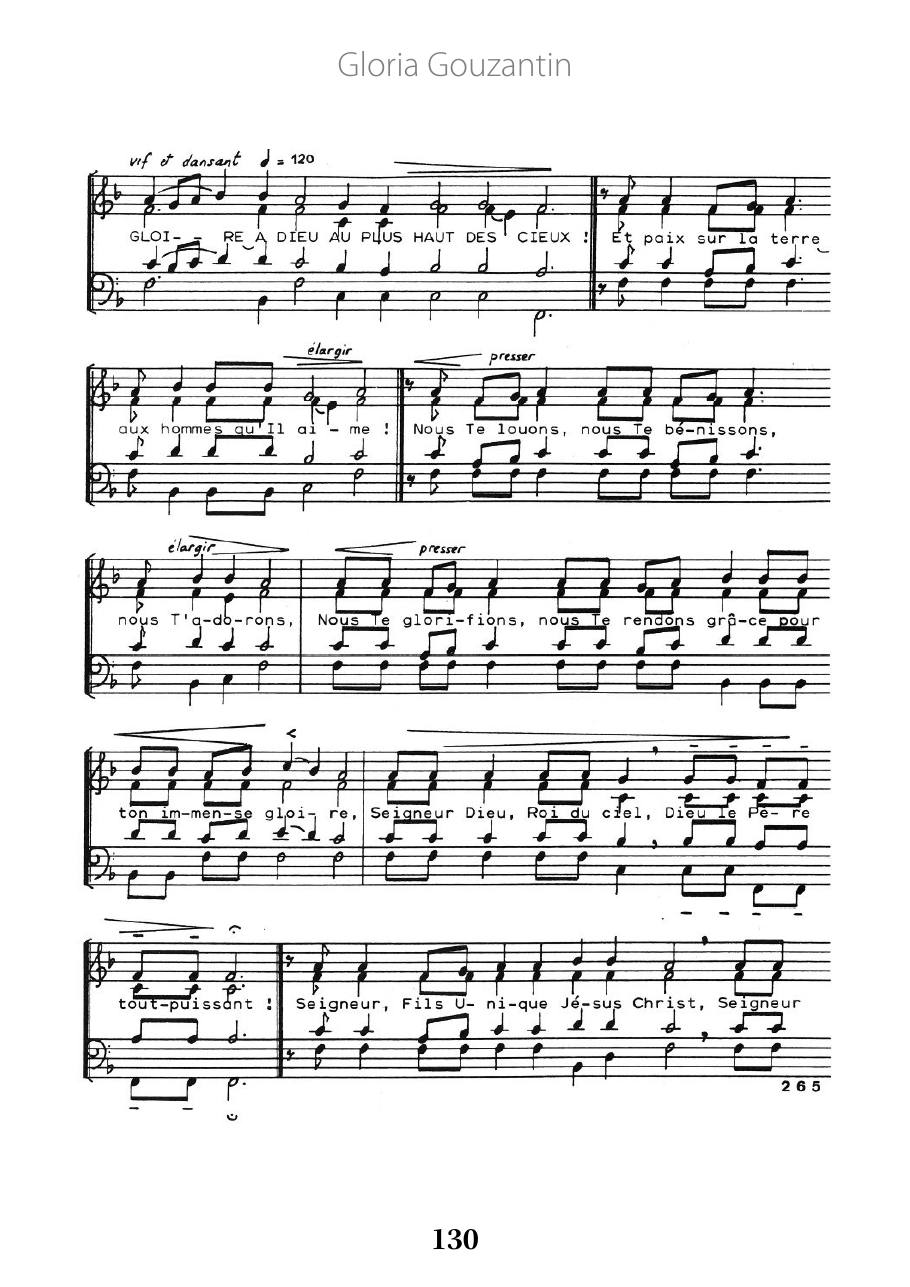 Gloria Gouzantin
vif et dansant = 120
GLOI- - RE A DIEU AU PLUS HAUT DES CIEUX ! Et paix sur la terre
élargir presser
aux hommes qu'Il ai - me ! Nous Te louons, nous Te bé-nissons,
élargir presser
nous T'a-do-rons, Nous Te glori-fions, nous Te rendons grâ-ce pour
ton im-men-se gloi- re, Seigneur Dieu, Roi du ciel, Dieu le Pè- re
tout-puissant ! Seigneur, Fils U- ni-que Jé-sus Christ, Seigneur
265
130